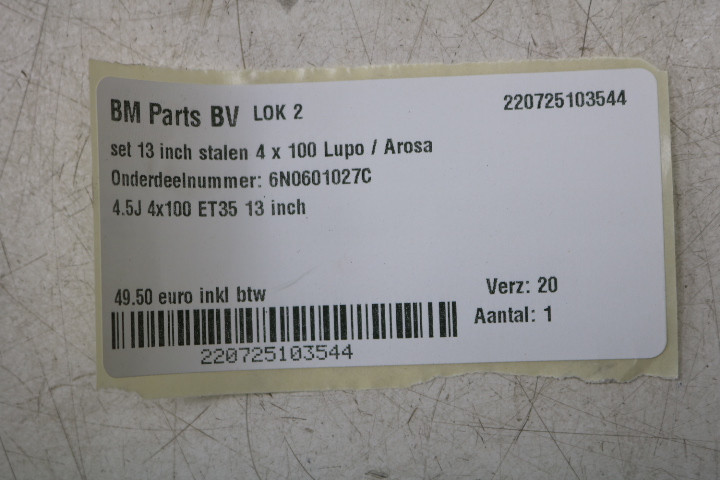 BM Parts BV LOK 2 220725103544
set 13 inch stalen 4 x 100 Lupo / Arosa
Onderdeelnummer: 6N0601027C
4.5J 4x100 ET35 13 inch
49.50 euro inkl btw Verz: 20
Aantal: 1
220725103544